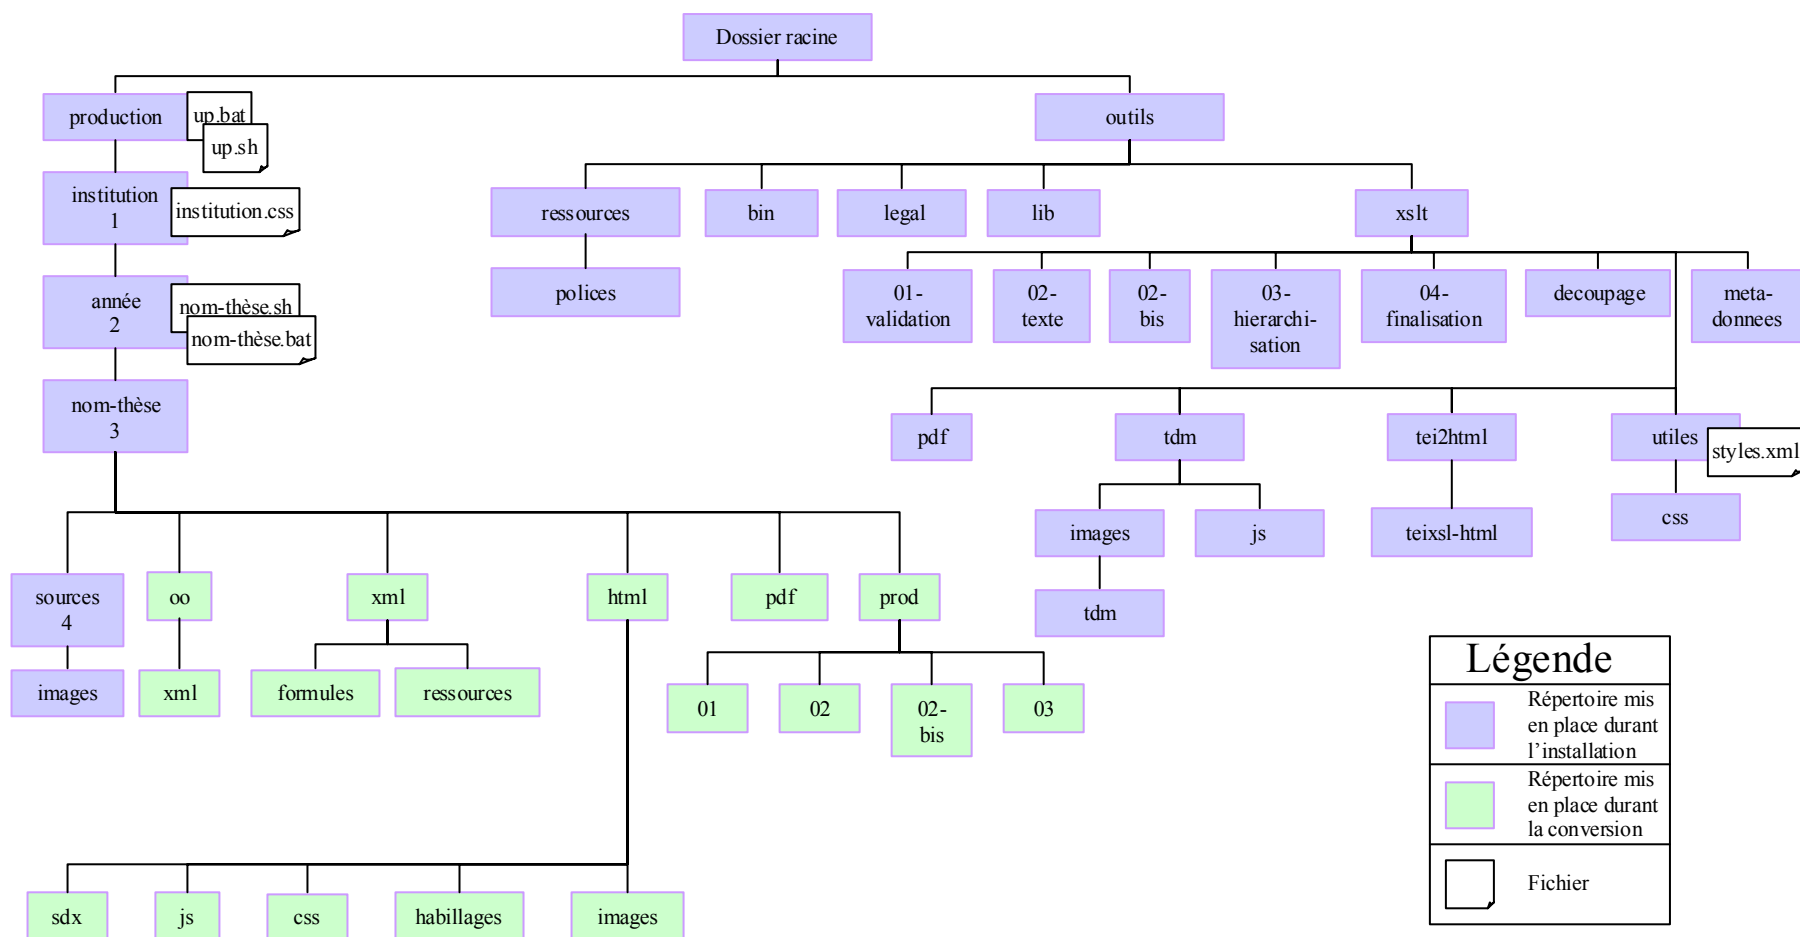 Dossier racine
production
up.bat
up.sh
outils
institution
1
institution.css
ressources
bin
legal
lib
xslt
année
2
nom-thèse.sh
nom-thèse.bat
polices
01-
validation
02-
texte
02-
bis
03-
hierarchi-
sation
04-
finalisation
decoupage
meta-
donnees
nom-thèse
3
pdf
tdm
tei2html
utiles
styles.xml
images
js
teixsl-html
css
tdm
sources
4
oo
xml
html
pdf
prod
images
xml
formules
ressources
01
02
02-
bis
03
sdx
js
css
habillages
images
Légende
Répertoire mis
en place durant
l’installation
Répertoire mis
en place durant
la conversion
Fichier